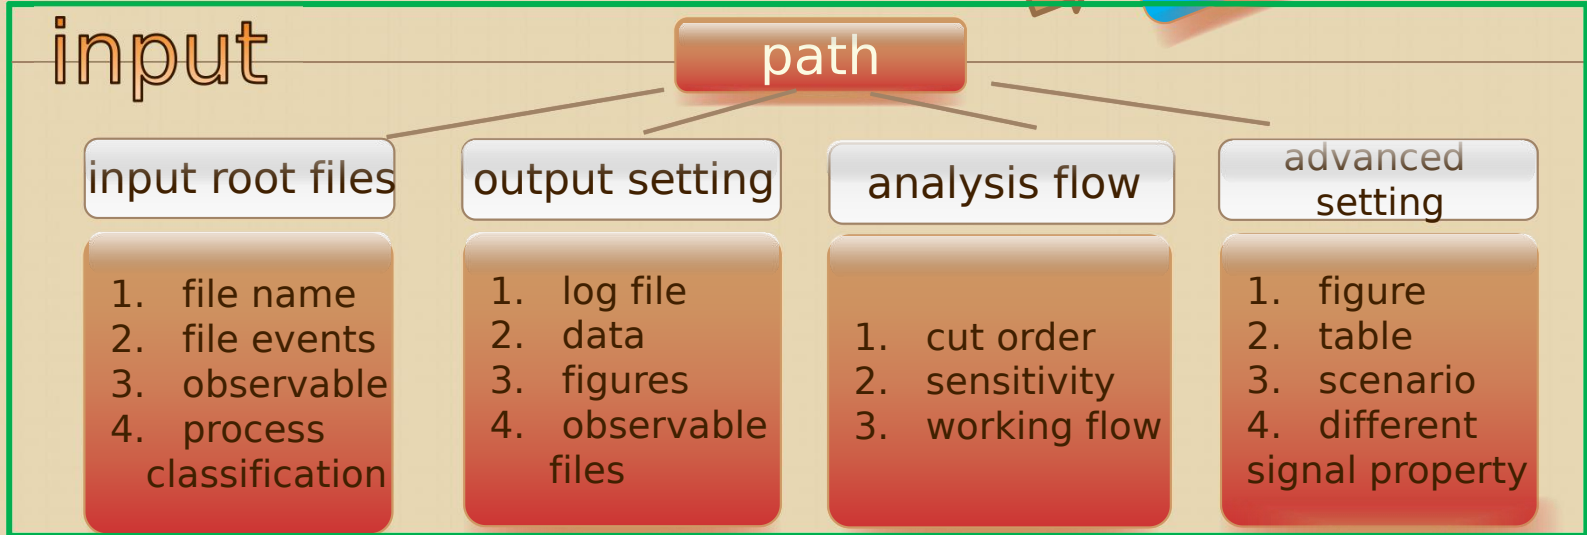 input
path
input root files
1. file name
2. file events
3. observable
4. process
classification
output setting
1. log file
2. data
3. figures
4. observable
files
analysis flow
1. cut order
2. sensitivity
3. working flow
advanced
setting
1. figure
2. table
3. scenario
4. different
signal property